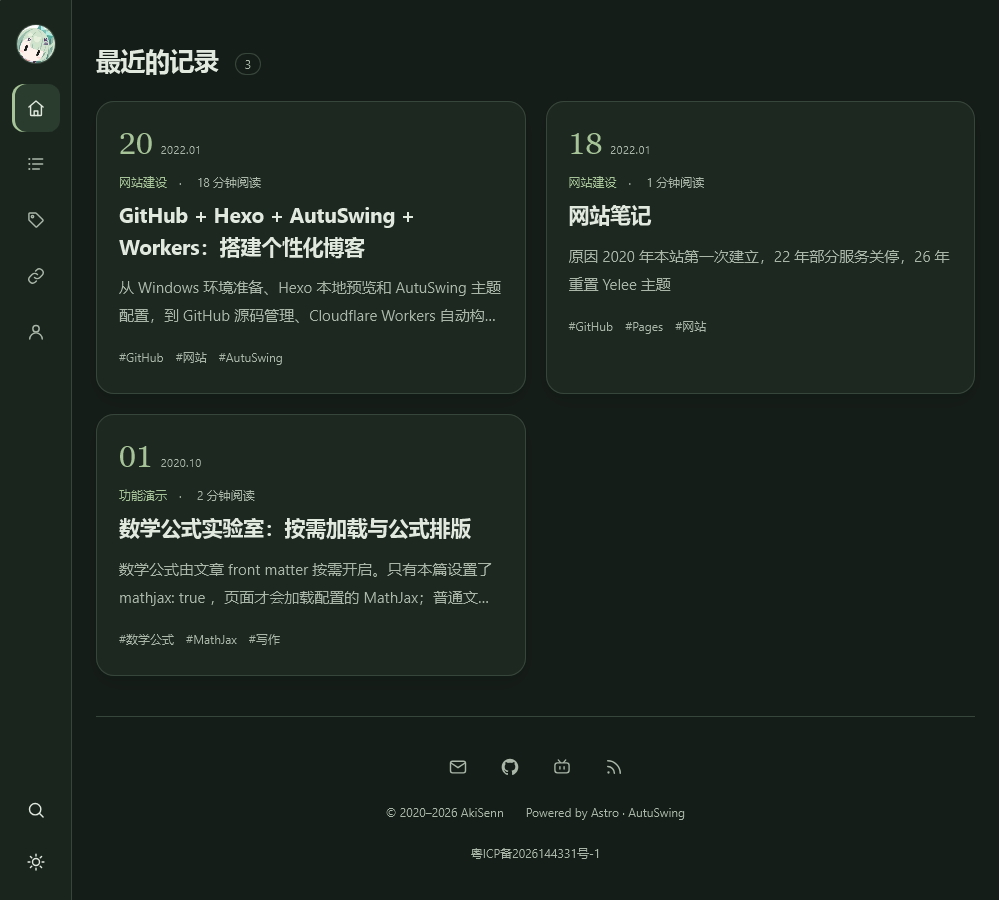 最近的记录 3
20 2022.01
网站建设 · 18 分钟阅读
GitHub + Hexo + AutuSwing +
Workers：搭建个性化博客
从 Windows 环境准备、Hexo 本地预览和 AutuSwing 主题
配置，到 GitHub 源码管理、Cloudflare Workers 自动构...
#GitHub #网站 #AutuSwing
18 2022.01
网站建设 · 1 分钟阅读
网站笔记
原因 2020 年本站第一次建立，22 年部分服务关停，26 年
重置 Yelee 主题
#GitHub #Pages #网站
01 2020.10
功能演示 · 2 分钟阅读
数学公式实验室：按需加载与公式排版
数学公式由文章 front matter 按需开启。只有本篇设置了
mathjax: true ，页面才会加载配置的 MathJax；普通文...
#数学公式 #MathJax #写作
© 2020–2026 AkiSenn Powered by Astro · AutuSwing
粤ICP备2026144331号-1